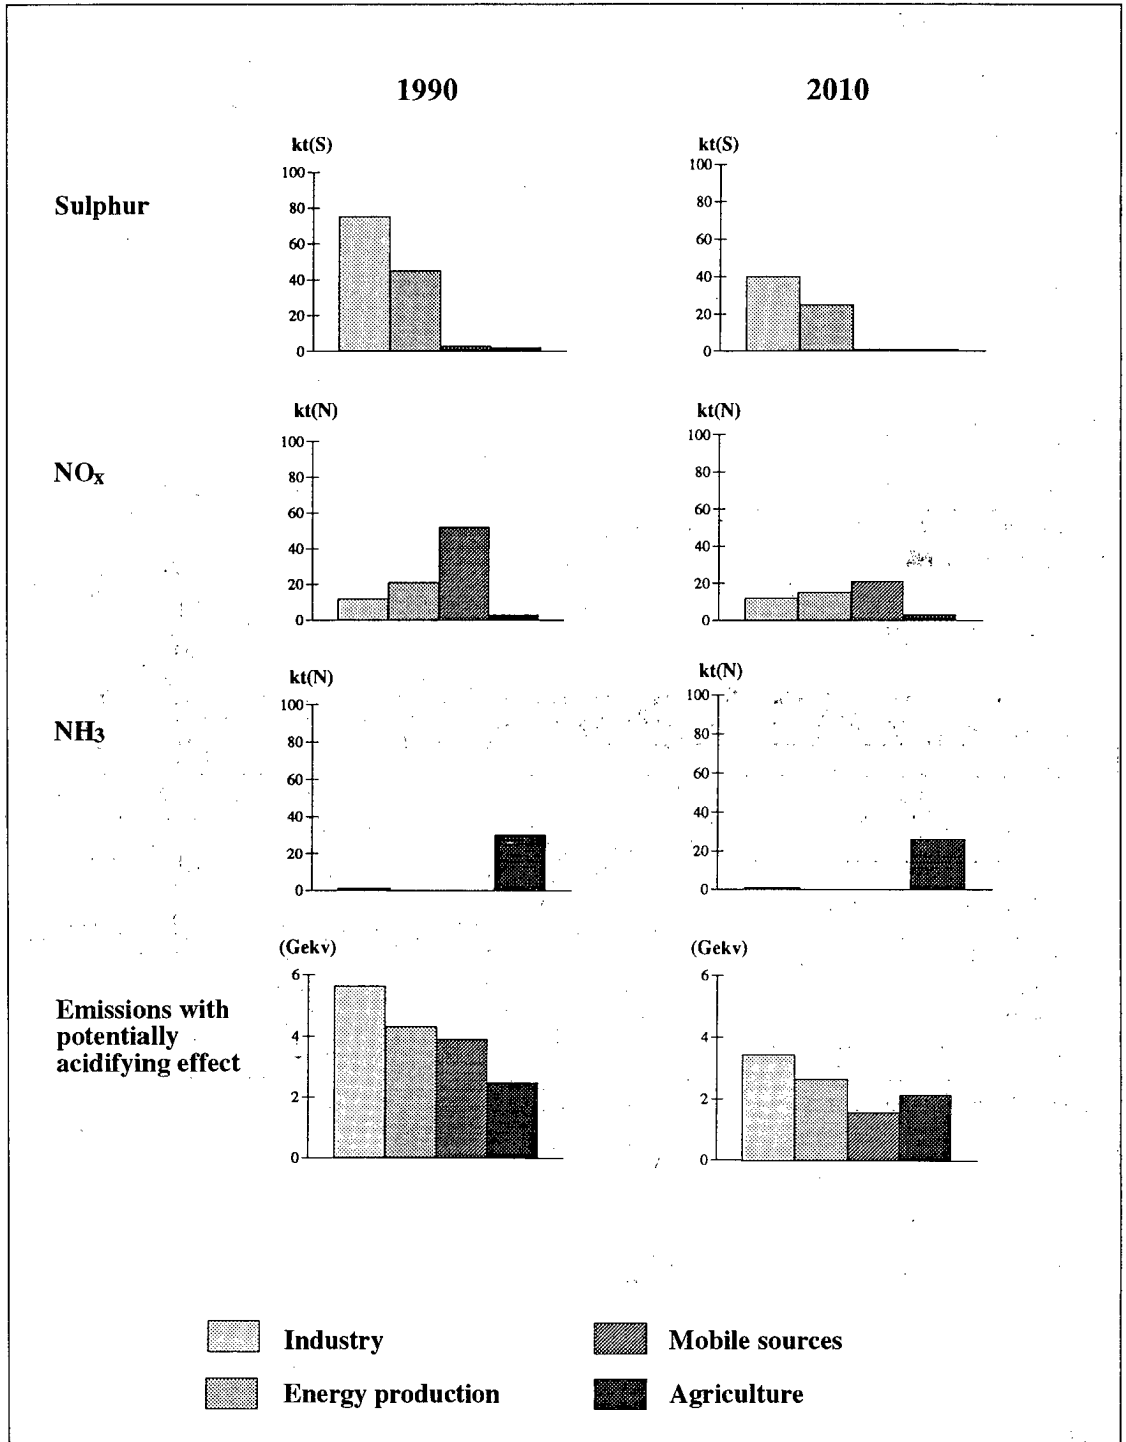 1990 2010
Sulphur
kt(S) kt(S)
100 100
80 80
60 60
40 40
20 20
0 0
NOx
kt(N) kt(N)
100 100
80 80
60 60
40 40
20 20
0 0
NH3
kt(N) kt(N)
100 100
80 80
60 60
40 40
20 20
0 0
Emissions with
potentially
acidifying effect
(Gekv) (Gekv)
6 6
4 4
2 2
0 0
Industry Mobile sources
Energy production Agriculture